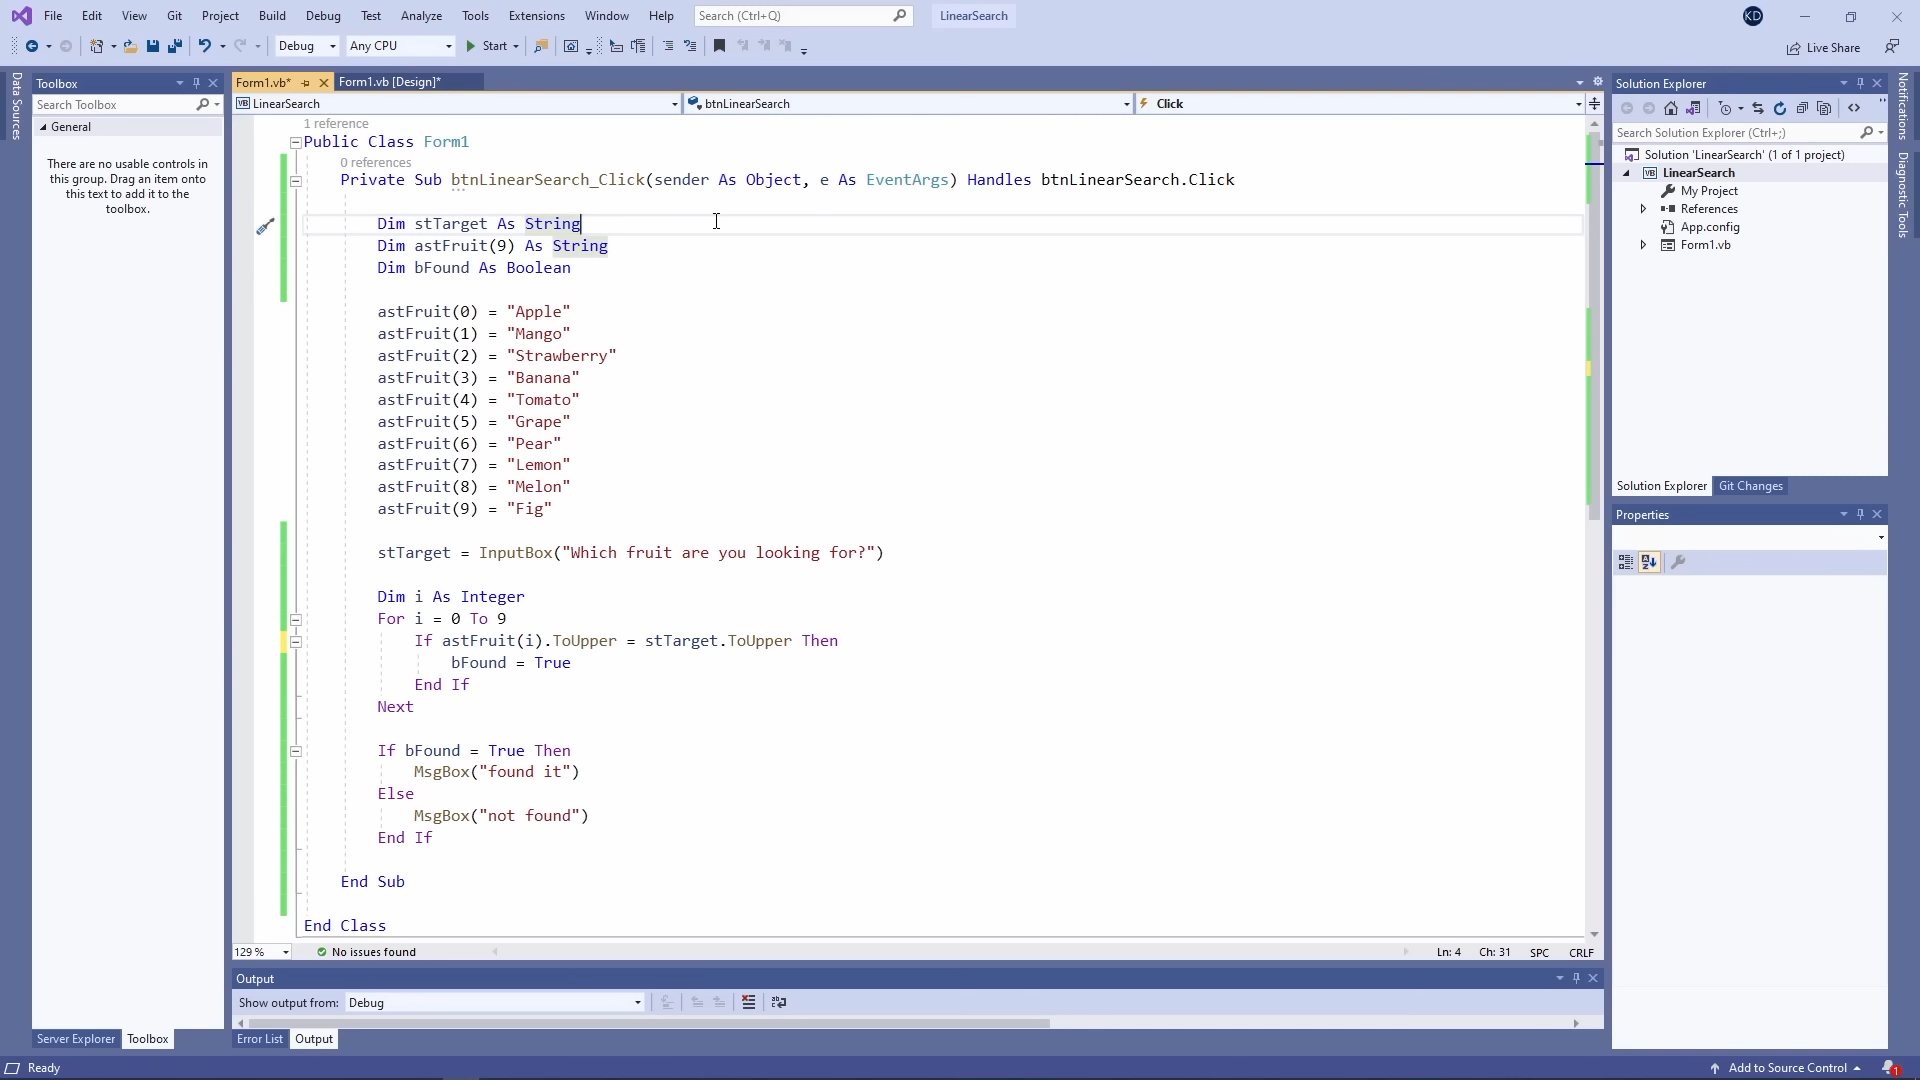 File Edit View Git Project Build Debug Test Analyze Tools Extensions Window Help Search (Ctrl+Q) LinearSearch KD
Debug Any CPU Start Live Share
Data Sources
Toolbox
Search Toolbox
General
There are no usable controls in
this group. Drag an item onto
this text to add it to the
toolbox.
Server Explorer Toolbox
Form1.vb* Form1.vb [Design]*
VB LinearSearch btnLinearSearch Click
1 reference
Public Class Form1
0 references
Private Sub btnLinearSearch_Click(sender As Object, e As EventArgs) Handles btnLinearSearch.Click
Dim stTarget As String
Dim astFruit(9) As String
Dim bFound As Boolean
astFruit(0) = "Apple"
astFruit(1) = "Mango"
astFruit(2) = "Strawberry"
astFruit(3) = "Banana"
astFruit(4) = "Tomato"
astFruit(5) = "Grape"
astFruit(6) = "Pear"
astFruit(7) = "Lemon"
astFruit(8) = "Melon"
astFruit(9) = "Fig"
stTarget = InputBox("Which fruit are you looking for?")
Dim i As Integer
For i = 0 To 9
If astFruit(i).ToUpper = stTarget.ToUpper Then
bFound = True
End If
Next
If bFound = True Then
MsgBox("found it")
Else
MsgBox("not found")
End If
End Sub
End Class
129 % No issues found Ln: 4 Ch: 31 SPC CRLF
Output
Show output from: Debug
Error List Output
Solution Explorer
Search Solution Explorer (Ctrl+;)
Solution 'LinearSearch' (1 of 1 project)
VB LinearSearch
My Project
References
App.config
Form1.vb
Solution Explorer Git Changes
Properties
Notifications
Diagnostic Tools
Ready Add to Source Control 1